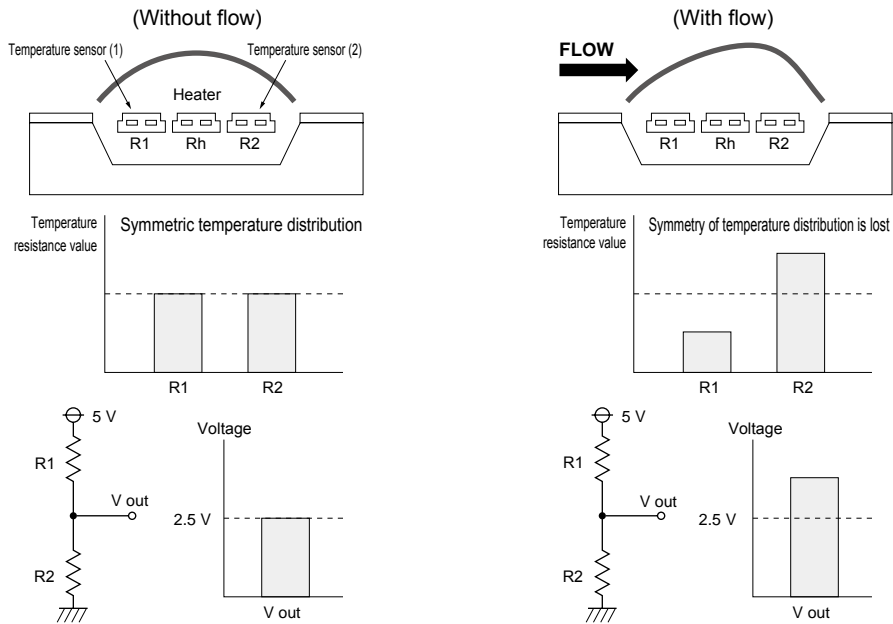 (Without flow)
Temperature sensor (1)
Temperature sensor (2)
Heater
R1
Rh
R2
Temperature
resistance value
Symmetric temperature distribution
R1
R2
5 V
R1
V out
R2
Voltage
2.5 V
V out
(With flow)
FLOW
R1
Rh
R2
Temperature
resistance value
Symmetry of temperature distribution is lost
R1
R2
5 V
R1
V out
R2
Voltage
2.5 V
V out